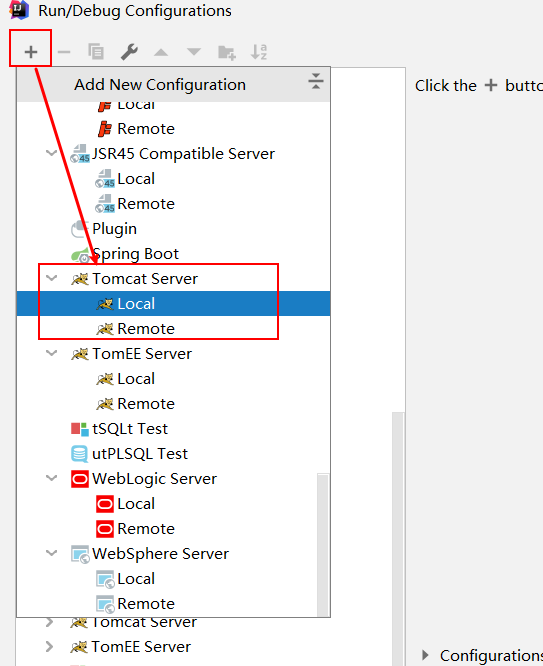 Run/Debug Configurations
Add New Configuration
Click the + butto
Local
Remote
JSR45 Compatible Server
Local
Remote
Plugin
Spring Boot
Tomcat Server
Local
Remote
TomEE Server
Local
Remote
tSQLt Test
utPLSQL Test
WebLogic Server
Local
Remote
WebSphere Server
Local
Remote
Tomcat Server
TomEE Server
Configurations